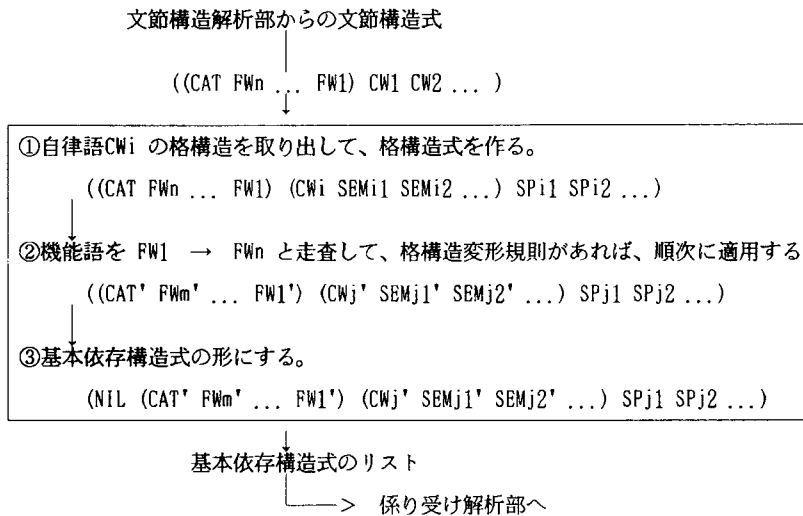 文節構造解析部からの文節構造式
((CAT FWn ... FW1) CW1 CW2 ... )
①自律語CWi の格構造を取り出して、格構造式を作る。
((CAT FWn ... FW1) (CWi SEMi1 SEMi2 ...) SPi1 SPi2 ...)
②機能語を FW1 → FWn と走査して、格構造変形規則があれば、順次に適用する
((CAT' FWm' ... FW1') (CWj' SEMj1' SEMj2' ...) SPj1 SPj2 ...)
③基本依存構造式の形にする。
(NIL (CAT' FWm' ... FW1') (CWj' SEMj1' SEMj2' ...) SPj1 SPj2 ...)
基本依存構造式のリスト
――> 係り受け解析部へ